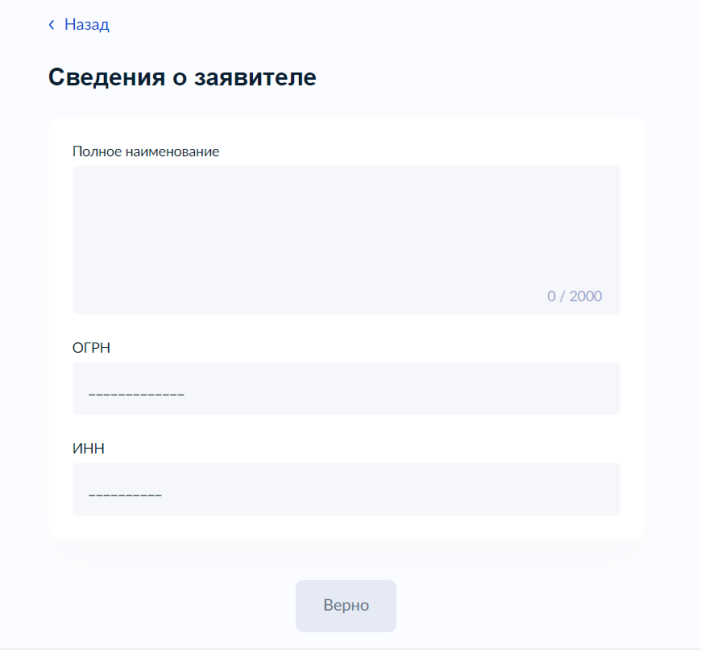 ‹ Назад
Сведения о заявителе
Полное наименование
0 / 2000
ОГРН
_____________
ИНН
__________
Верно